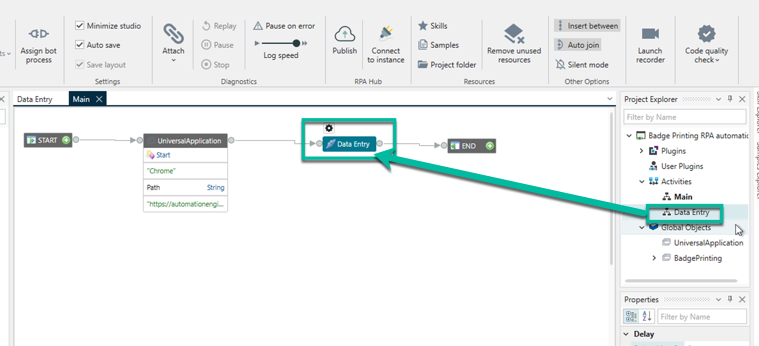 Assign bot
process
Minimize studio
Auto save
Save layout
Settings
Attach
Replay
Pause
Stop
Pause on error
Log speed
Diagnostics
Publish
Connect
to instance
RPA Hub
Skills
Samples
Project folder
Remove unused
resources
Resources
Insert between
Auto join
Silent mode
Other Options
Launch
recorder
Code quality
check
Data Entry
Main
START
UniversalApplication
Start
"Chrome"
Path String
"https://automationengi...
Data Entry
END
Project Explorer
Filter by Name
Badge Printing RPA automati
Plugins
User Plugins
Activities
Main
Data Entry
Global Objects
UniversalApplication
BadgePrinting
Properties
Filter by Name
Delay